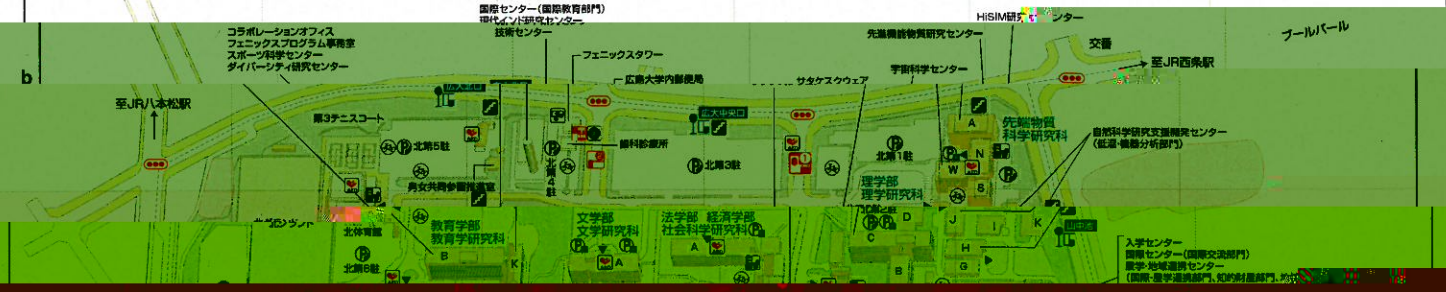 国際センター(国際教育部門)
現代インド研究センター
技術センター
コラボレーションオフィス
フェニックスプログラム事務室
スポーツ科学センター
ダイバーシティ研究センター
フェニックスタワー
広島大学内郵便局
先進機能物質研究センター
交番
ブールバール
至JR西条駅
宇宙科学センター
サタケスクウェア
b
至JR八本松駅
広大北口
広大中央口
第3テニスコート
北第5駐
北第4駐
歯科診療所
北第3駐
北第1駐
A
先端物質
科学研究科
自然科学研究支援開発センター
(低温・機器分析部門)
N
W
S
男女共同参画推進室
理学部
理学研究科
北体育館
教育学部
教育学研究科
文学部
文学研究科
法学部 経済学部
社会科学研究科
C
D
J
I
K
山中池
北第6駐
B
K
A
A
B
H
G
入学センター
国際センター(国際交流部門)
産学・地域連携センター